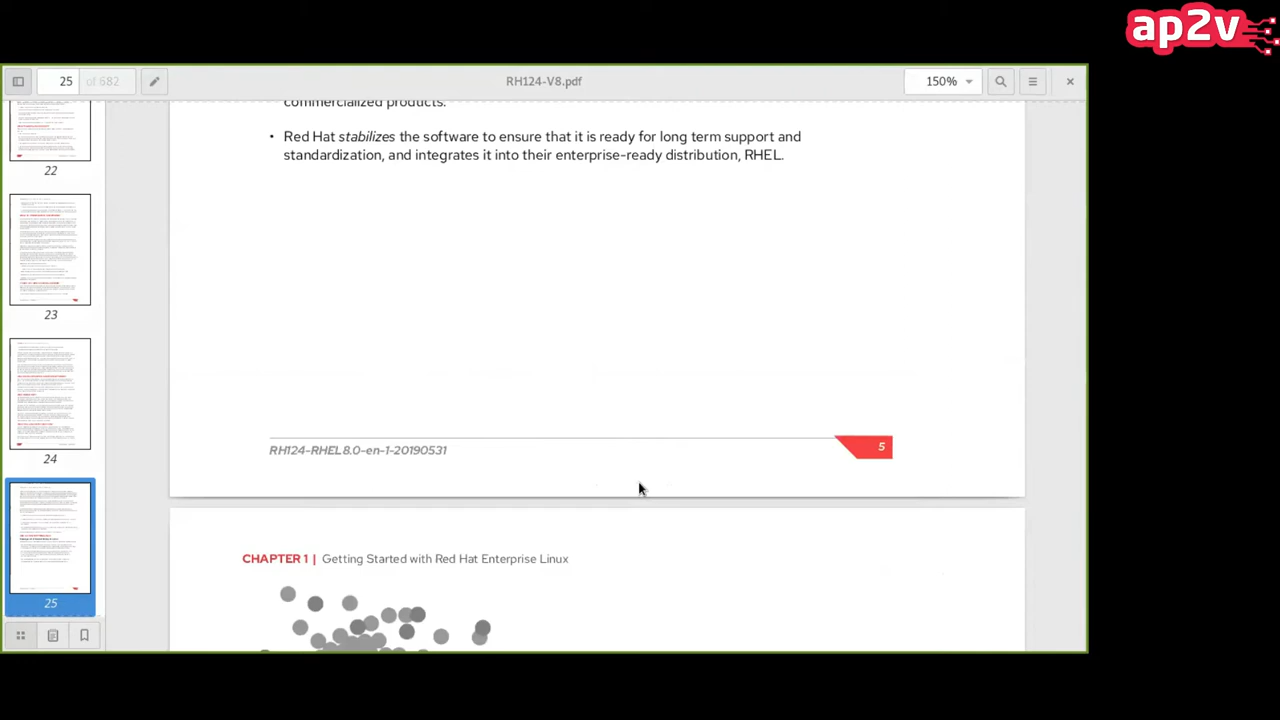 ap2v
25 of 682
RH124-V8.pdf
150%
commercialized products.
• Red Hat stabilizes the software to ensure that it is ready for long term support and
standardization, and integrates it into their enterprise-ready distribution, RHEL.
22
23
24
25
RH124-RHEL8.0-en-1-20190531
5
CHAPTER 1 | Getting Started with Red Hat Enterprise Linux